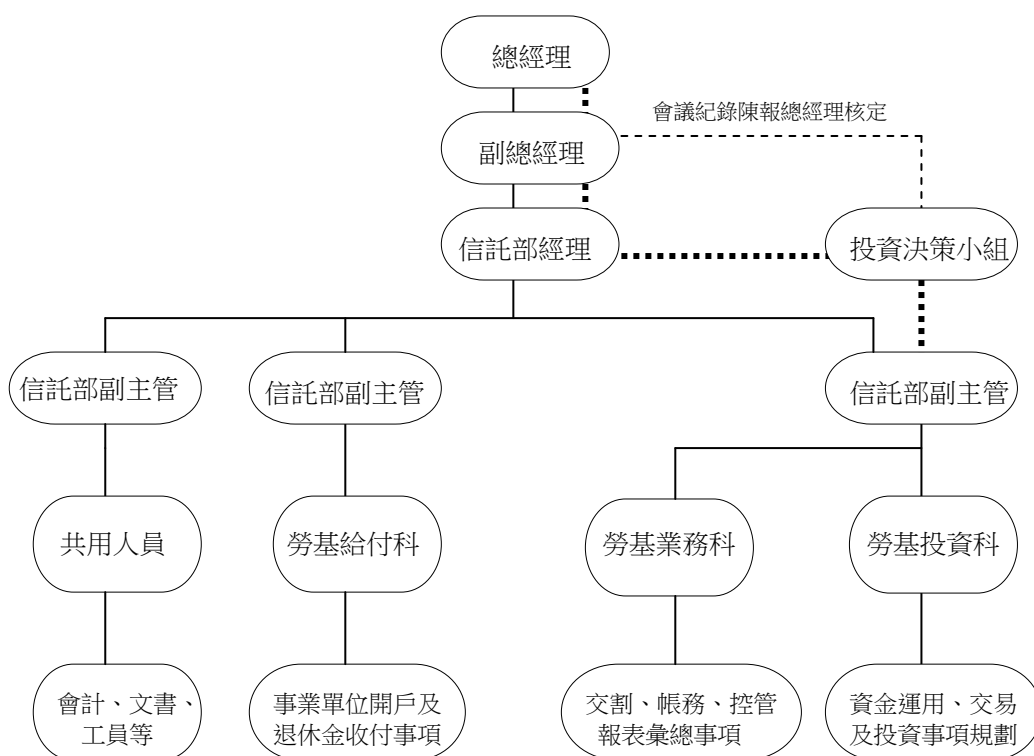 總經理
會議紀錄陳報總經理核定
副總經理
信託部經理
投資決策小組
信託部副主管
信託部副主管
信託部副主管
共用人員
勞基給付科
勞基業務科
勞基投資科
會計、文書、
工員等
事業單位開戶及
退休金收付事項
交割、帳務、控管
報表彙總事項
資金運用、交易
及投資事項規劃